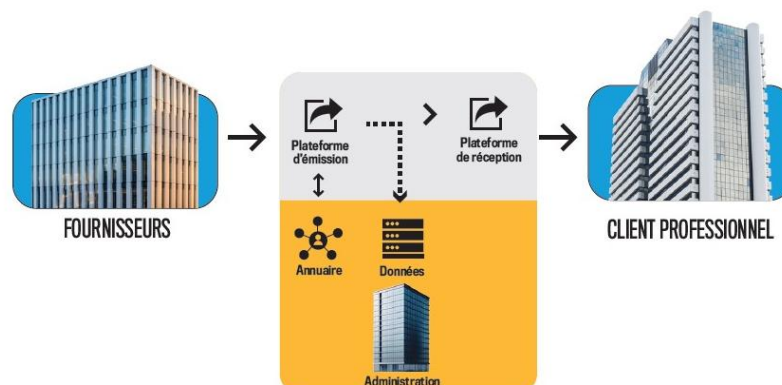 Plateforme
d'émission
Plateforme
de réception
FOURNISSEURS
CLIENT PROFESSIONNEL
Annuaire
Données
Administration